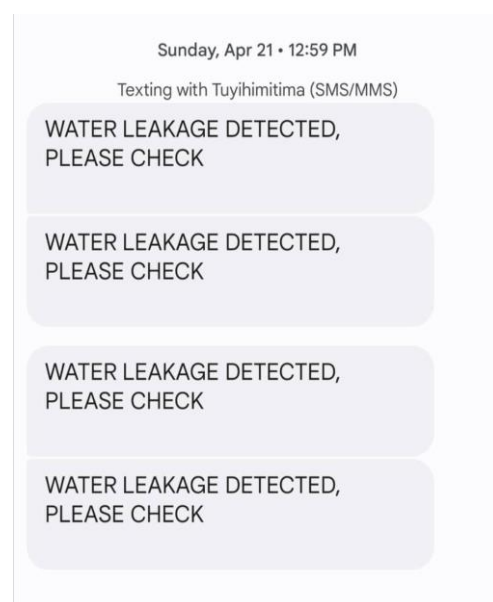 Sunday, Apr 21 • 12:59 PM
Texting with Tuyihimitima (SMS/MMS)
WATER LEAKAGE DETECTED,
PLEASE CHECK
WATER LEAKAGE DETECTED,
PLEASE CHECK
WATER LEAKAGE DETECTED,
PLEASE CHECK
WATER LEAKAGE DETECTED,
PLEASE CHECK